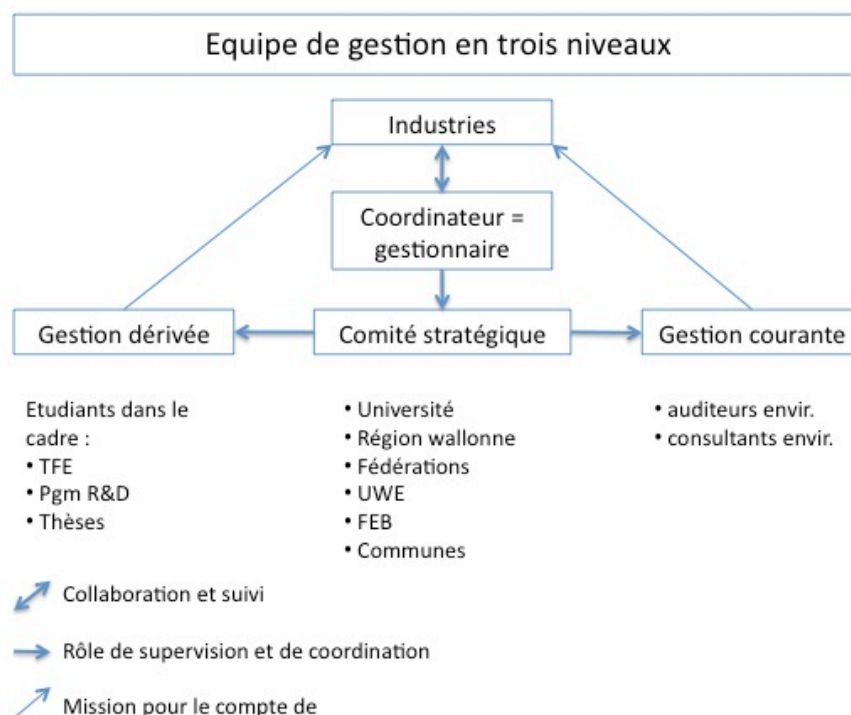 Equipe de gestion en trois niveaux
Industries
Coordinateur =
gestionnaire
Gestion dérivée
Comité stratégique
Gestion courante
Etudiants dans le
cadre :
• TFE
• Pgm R&D
• Thèses
• Université
• Région wallonne
• Fédérations
• UWE
• FEB
• Communes
• auditeurs envir.
• consultants envir.
Collaboration et suivi
Rôle de supervision et de coordination
Mission pour le compte de